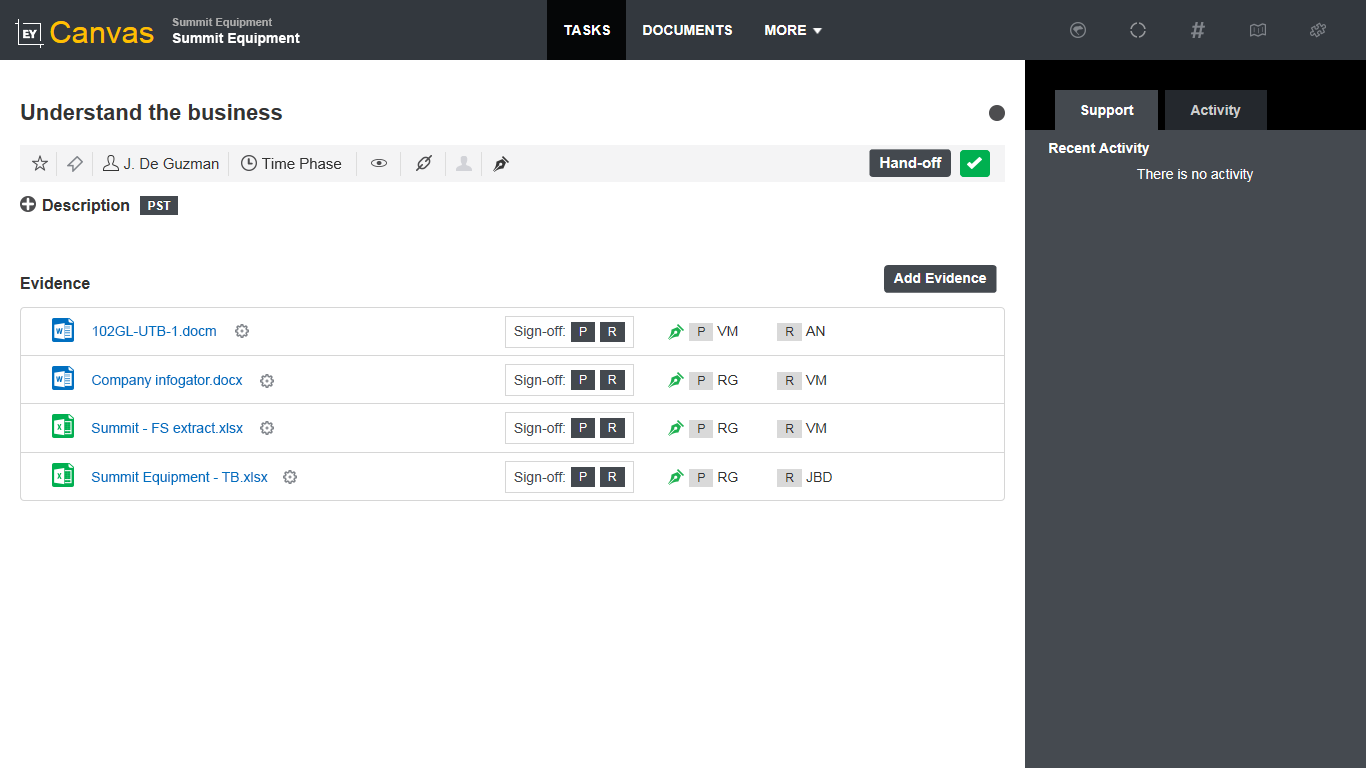 EY Canvas
Summit Equipment
Summit Equipment
TASKS DOCUMENTS MORE
#
Understand the business
J. De Guzman Time Phase Hand-off
Description PST
Evidence Add Evidence
102GL-UTB-1.docm Sign-off: P R P VM R AN
Company infogator.docx Sign-off: P R P RG R VM
Summit - FS extract.xlsx Sign-off: P R P RG R VM
Summit Equipment - TB.xlsx Sign-off: P R P RG R JBD
Support Activity
Recent Activity
There is no activity